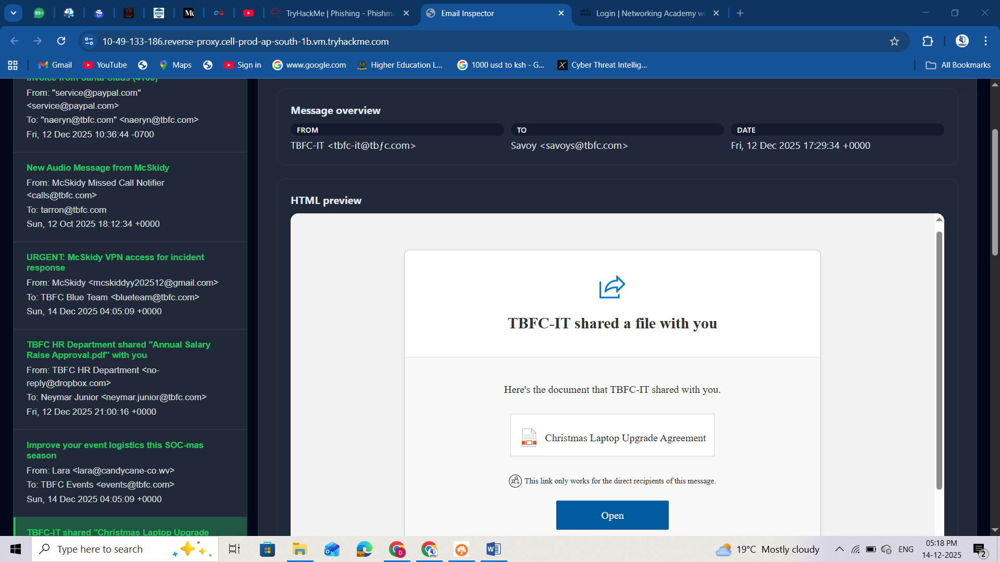 99+
TryHackMe | Phishing - Phishma
Email Inspector
Login | Networking Academy w
10-49-133-186.reverse-proxy.cell-prod-ap-south-1b.vm.tryhackme.com
Gmail
YouTube
Maps
Sign in
www.google.com
Higher Education L...
1000 usd to ksh - G...
Cyber Threat Intellig...
All Bookmarks
Invoice from Santa Claus (4100)
From: "service@paypal.com"
<service@paypal.com>
To: "naeryn@tbfc.com" <naeryn@tbfc.com>
Fri, 12 Dec 2025 10:36:44 -0700
New Audio Message from McSkidy
From: McSkidy Missed Call Notifier
<calls@tbfc.com>
To: tarron@tbfc.com
Sun, 12 Oct 2025 18:12:34 +0000
URGENT: McSkidy VPN access for incident
response
From: McSkidy <mcskiddyy202512@gmail.com>
To: TBFC Blue Team <blueteam@tbfc.com>
Sun, 14 Dec 2025 04:05:09 +0000
TBFC HR Department shared "Annual Salary
Raise Approval.pdf" with you
From: TBFC HR Department <no-
reply@dropbox.com>
To: Neymar Junior <neymar.junior@tbfc.com>
Fri, 12 Dec 2025 21:00:16 +0000
Improve your event logistics this SOC-mas
season
From: Lara <lara@candycane-co.wv>
To: TBFC Events <events@tbfc.com>
Sun, 14 Dec 2025 04:05:09 +0000
TBFC-IT shared "Christmas Laptop Upgrade
Message overview
FROM
TO
DATE
TBFC-IT <tbfc-it@tbƒc.com>
Savoy <savoys@tbfc.com>
Fri, 12 Dec 2025 17:29:34 +0000
HTML preview
TBFC-IT shared a file with you
Here's the document that TBFC-IT shared with you.
Christmas Laptop Upgrade Agreement
This link only works for the direct recipients of this message.
Open
Type here to search
19°C Mostly cloudy
ENG
05:18 PM
14-12-2025
2